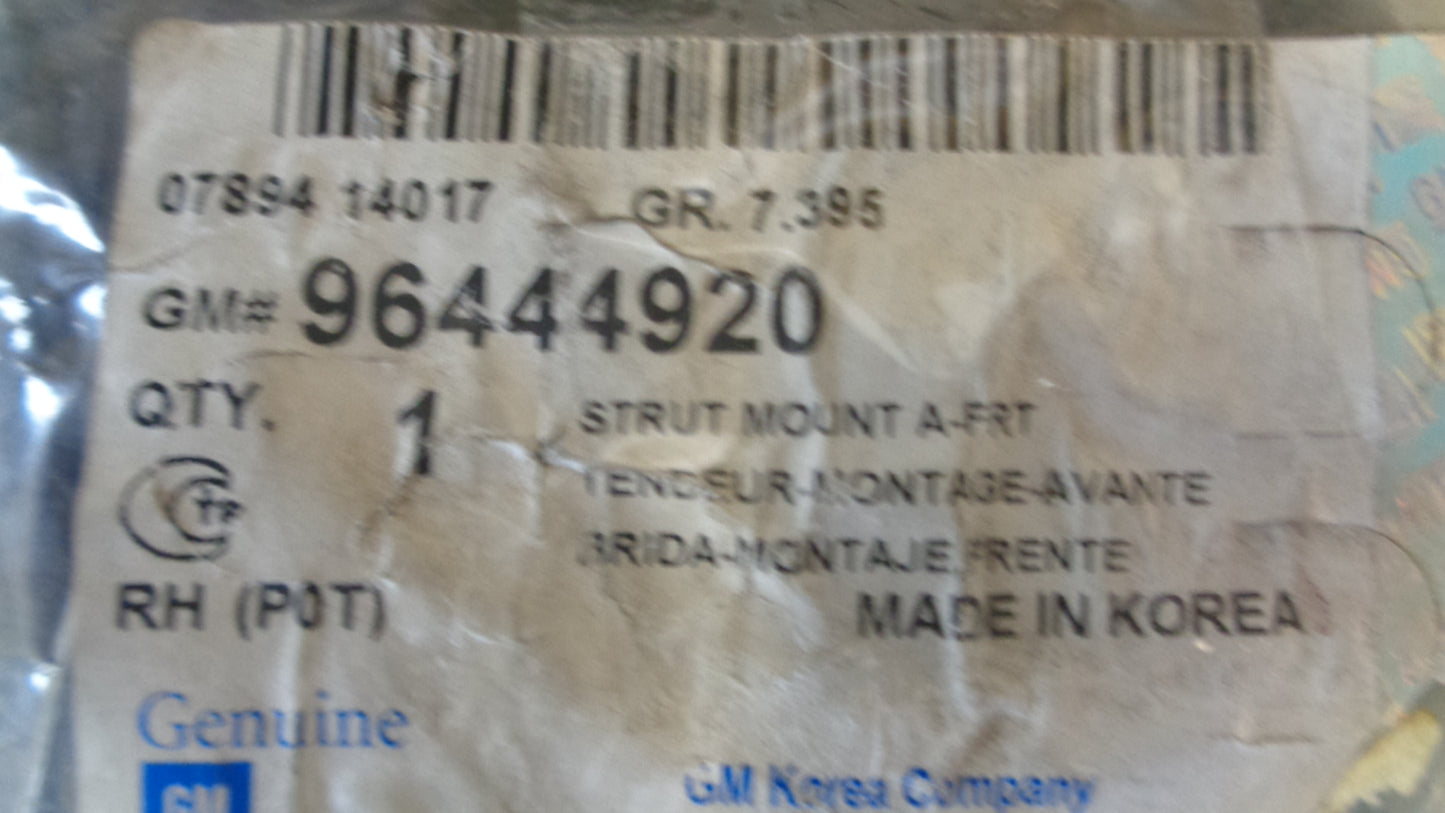 07894 14017 GR. 7.395
GM# 96444920
QTY. 1 STRUT MOUNT A-FRT
TENDEUR-MONTAGE-AVANTE
BRIDA-MONTAJE,FRENTE
RH (P0T) MADE IN KOREA
Genuine
GM
GM Korea Company